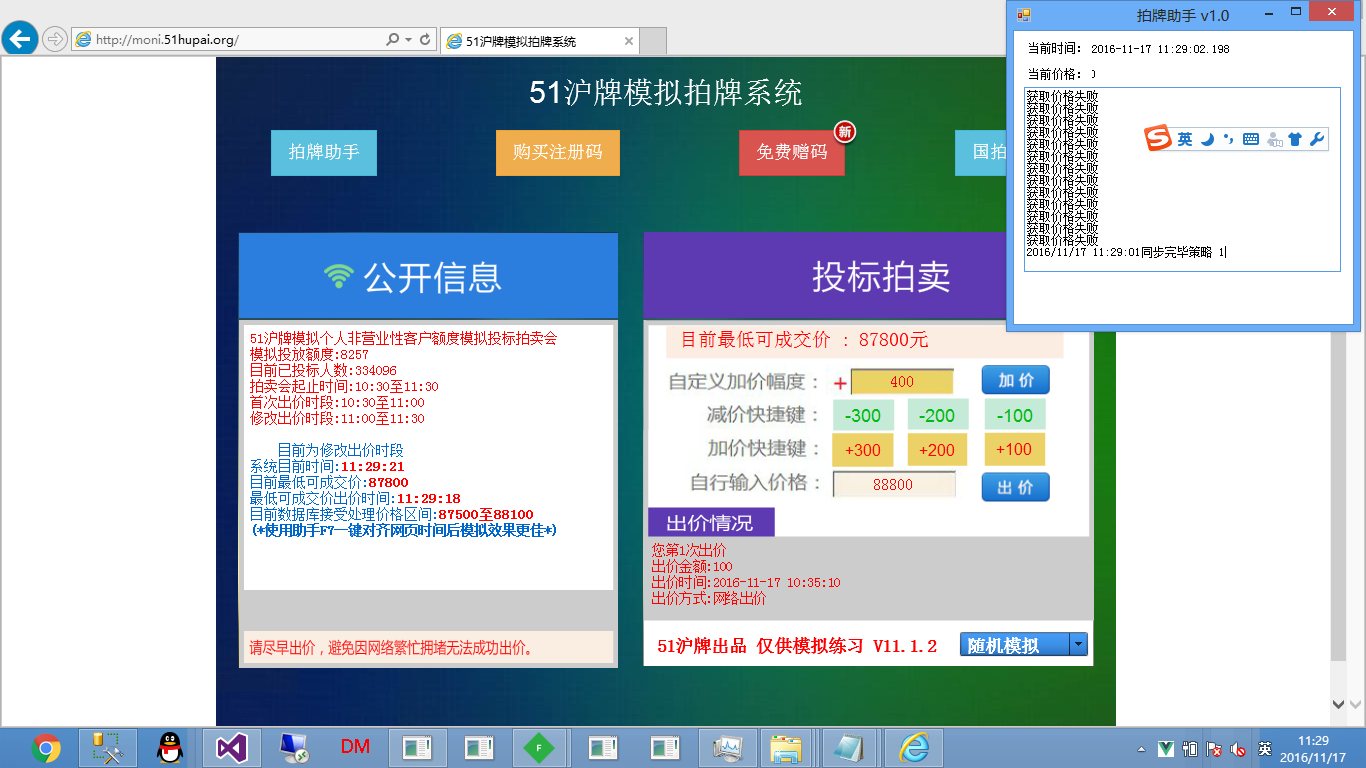 http://moni.51hupai.org/
51沪牌模拟拍牌系统
拍牌助手 v1.0
当前时间: 2016-11-17 11:29:02.198
当前价格:
获取价格失败
获取价格失败
获取价格失败
获取价格失败
获取价格失败
获取价格失败
获取价格失败
获取价格失败
获取价格失败
获取价格失败
获取价格失败
获取价格失败
获取价格失败
2016/11/17 11:29:01同步完毕策略 1
英
51沪牌模拟拍牌系统
拍牌助手
购买注册码
免费赠码
新
国拍
公开信息
51沪牌模拟个人非营业性客户额度模拟投标拍卖会
模拟投放额度:8257
目前已投标人数:334096
拍卖会起止时间:10:30至11:30
首次出价时段:10:30至11:00
修改出价时段:11:00至11:30
目前为修改出价时段
系统目前时间:11:29:21
目前最低可成交价:87800
最低可成交价出价时间:11:29:18
目前数据库接受处理价格区间:87500至88100
(*使用助手F7一键对齐网页时间后模拟效果更佳*)
请尽早出价，避免因网络繁忙拥堵无法成功出价。
投标拍卖
目前最低可成交价 : 87800元
自定义加价幅度: + 400 加价
减价快捷键: -300 -200 -100
加价快捷键: +300 +200 +100
自行输入价格: 88800 出价
出价情况
您第1次出价
出价金额:100
出价时间:2016-11-17 10:35:10
出价方式:网络出价
51沪牌出品 仅供模拟练习 V11.1.2 随机模拟
DM
F
英
11:29
2016/11/17